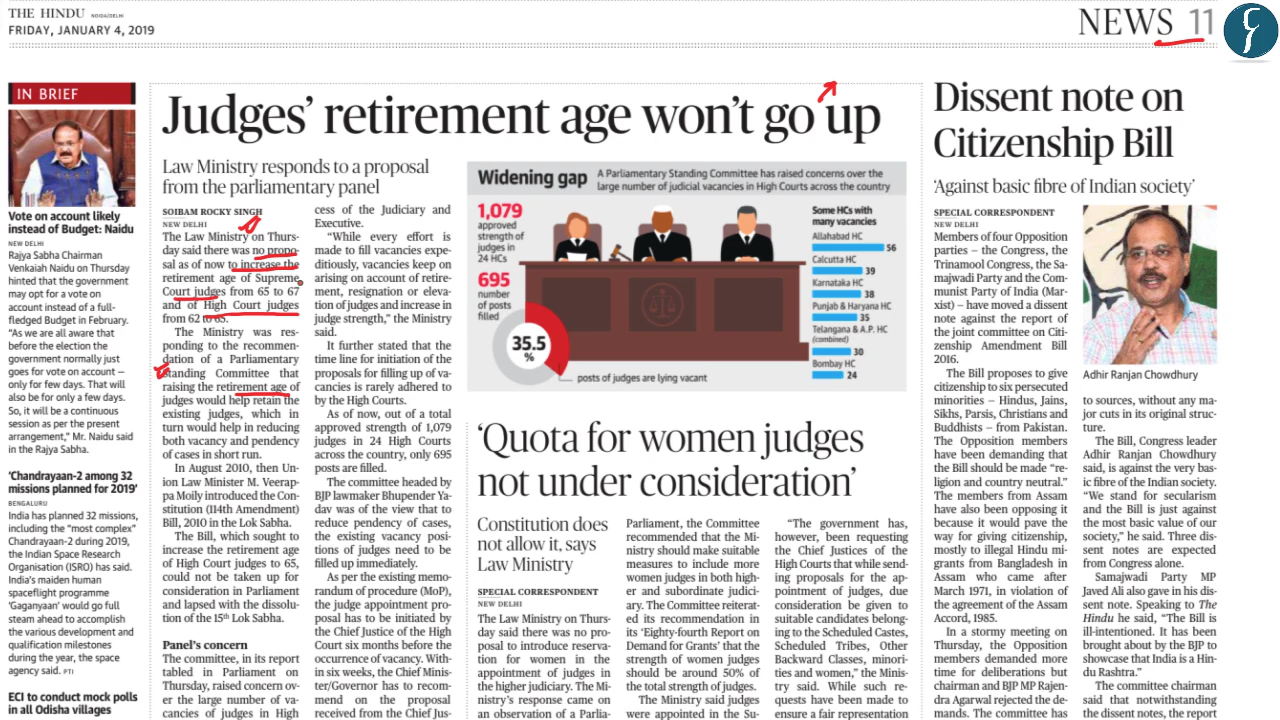 THE HINDU NOIDA/DELHI
FRIDAY, JANUARY 4, 2019
NEWS 11
IN BRIEF
Vote on account likely
instead of Budget: Naidu
NEW DELHI
Rajya Sabha Chairman
Venkaiah Naidu on Thursday
hinted that the government
may opt for a vote on
account instead of a full-
fledged Budget in February.
"As we are all aware that
before the election the
government normally just
goes for vote on account —
only for few days. That will
also be for only a few days.
So, it will be a continuous
session as per the present
arrangement," Mr. Naidu said
in the Rajya Sabha.
'Chandrayaan-2 among 32
missions planned for 2019'
BENGALURU
India has planned 32 missions,
including the "most complex"
Chandrayaan-2 during 2019,
the Indian Space Research
Organisation (ISRO) has said.
India's maiden human
spaceflight programme
'Gaganyaan' would go full
steam ahead to accomplish
the various development and
qualification milestones
during the year, the space
agency said. PTI
ECI to conduct mock polls
in all Odisha villages
Judges' retirement age won't go up
Law Ministry responds to a proposal
from the parliamentary panel
SOIBAM ROCKY SINGH
NEW DELHI
The Law Ministry on Thurs-
day said there was no propo-
sal as of now to increase the
retirement age of Supreme
Court judges from 65 to 67
and of High Court judges
from 62 to 65.
The Ministry was res-
ponding to the recommen-
dation of a Parliamentary
Standing Committee that
raising the retirement age of
judges would help retain the
existing judges, which in
turn would help in reducing
both vacancy and pendency
of cases in short run.
In August 2010, then Un-
ion Law Minister M. Veerap-
pa Moily introduced the Con-
stitution (114th Amendment)
Bill, 2010 in the Lok Sabha.
The Bill, which sought to
increase the retirement age
of High Court judges to 65,
could not be taken up for
consideration in Parliament
and lapsed with the dissolu-
tion of the 15th Lok Sabha.
Panel's concern
The committee, in its report
tabled in Parliament on
Thursday, raised concern ov-
er the large number of va-
cancies of judges in High
cess of the Judiciary and
Executive.
"While every effort is
made to fill vacancies expe-
ditiously, vacancies keep on
arising on account of retire-
ment, resignation or eleva-
tion of judges and increase in
judge strength," the Ministry
said.
It further stated that the
time line for initiation of the
proposals for filling up of va-
cancies is rarely adhered to
by the High Courts.
As of now, out of a total
approved strength of 1,079
judges in 24 High Courts
across the country, only 695
posts are filled.
The committee headed by
BJP lawmaker Bhupender Ya-
dav was of the view that to
reduce pendency of cases,
the existing vacancy posi-
tions of judges need to be
filled up immediately.
As per the existing memo-
randum of procedure (MoP),
the judge appointment pro-
posal has to be initiated by
the Chief Justice of the High
Court six months before the
occurrence of vacancy. With-
in six weeks, the Chief Minis-
ter/Governor has to recom-
mend on the proposal
received from the Chief Jus-
Widening gap
A Parliamentary Standing Committee has raised concerns over the
large number of judicial vacancies in High Courts across the country
1,079
approved
strength of
judges in
24 HCs
695
number
of posts
filled
35.5
%
posts of judges are lying vacant
Some HCs with
many vacancies
Allahabad HC
56
Calcutta HC
39
Karnataka HC
38
Punjab & Haryana HC
35
Telangana & A.P. HC
(combined)
30
Bombay HC
24
'Quota for women judges
not under consideration'
Constitution does
not allow it, says
Law Ministry
SPECIAL CORRESPONDENT
NEW DELHI
The Law Ministry on Thurs-
day said there was no pro-
posal to introduce reserva-
tion for women in the
appointment of judges in
the higher judiciary. The Mi-
nistry's response came on
an observation of a Parlia-
Parliament, the Committee
recommended that the Mi-
nistry should make suitable
measures to include more
women judges in both high-
er and subordinate judici-
ary. The Committee reiterat-
ed its recommendation in
its 'Eighty-fourth Report on
Demand for Grants' that the
strength of women judges
should be around 50% of
the total strength of judges.
The Ministry said judges
were appointed in the Su-
"The government has,
however, been requesting
the Chief Justices of the
High Courts that while send-
ing proposals for the ap-
pointment of judges, due
consideration be given to
suitable candidates belong-
ing to the Scheduled Castes,
Scheduled Tribes, Other
Backward Classes, minori-
ties and women," the Minis-
try said. While such re-
quests have been made to
ensure a fair representation
Dissent note on
Citizenship Bill
'Against basic fibre of Indian society'
SPECIAL CORRESPONDENT
NEW DELHI
Members of four Opposition
parties – the Congress, the
Trinamool Congress, the Sa-
majwadi Party and the Com-
munist Party of India (Mar-
xist) – have moved a dissent
note against the report of
the joint committee on Citi-
zenship Amendment Bill
2016.
The Bill proposes to give
citizenship to six persecuted
minorities – Hindus, Jains,
Sikhs, Parsis, Christians and
Buddhists – from Pakistan.
The Opposition members
have been demanding that
the Bill should be made "re-
ligion and country neutral."
The members from Assam
have also been opposing it
because it would pave the
way for giving citizenship,
mostly to illegal Hindu mi-
grants from Bangladesh in
Assam who came after
March 1971, in violation of
the agreement of the Assam
Accord, 1985.
In a stormy meeting on
Thursday, the Opposition
members demanded more
time for deliberations but
chairman and BJP MP Rajen-
dra Agarwal rejected the de-
mands. The committee has
Adhir Ranjan Chowdhury
to sources, without any ma-
jor cuts in its original struc-
ture.
The Bill, Congress leader
Adhir Ranjan Chowdhury
said, is against the very bas-
ic fibre of the Indian society.
"We stand for secularism
and the Bill is just against
the most basic value of our
society," he said. Three dis-
sent notes are expected
from Congress alone.
Samajwadi Party MP
Javed Ali also gave in his dis-
sent note. Speaking to The
Hindu he said, "The Bill is
ill-intentioned. It has been
brought about by the BJP to
showcase that India is a Hin-
du Rashtra."
The committee chairman
said that notwithstanding
the dissent notes, the report